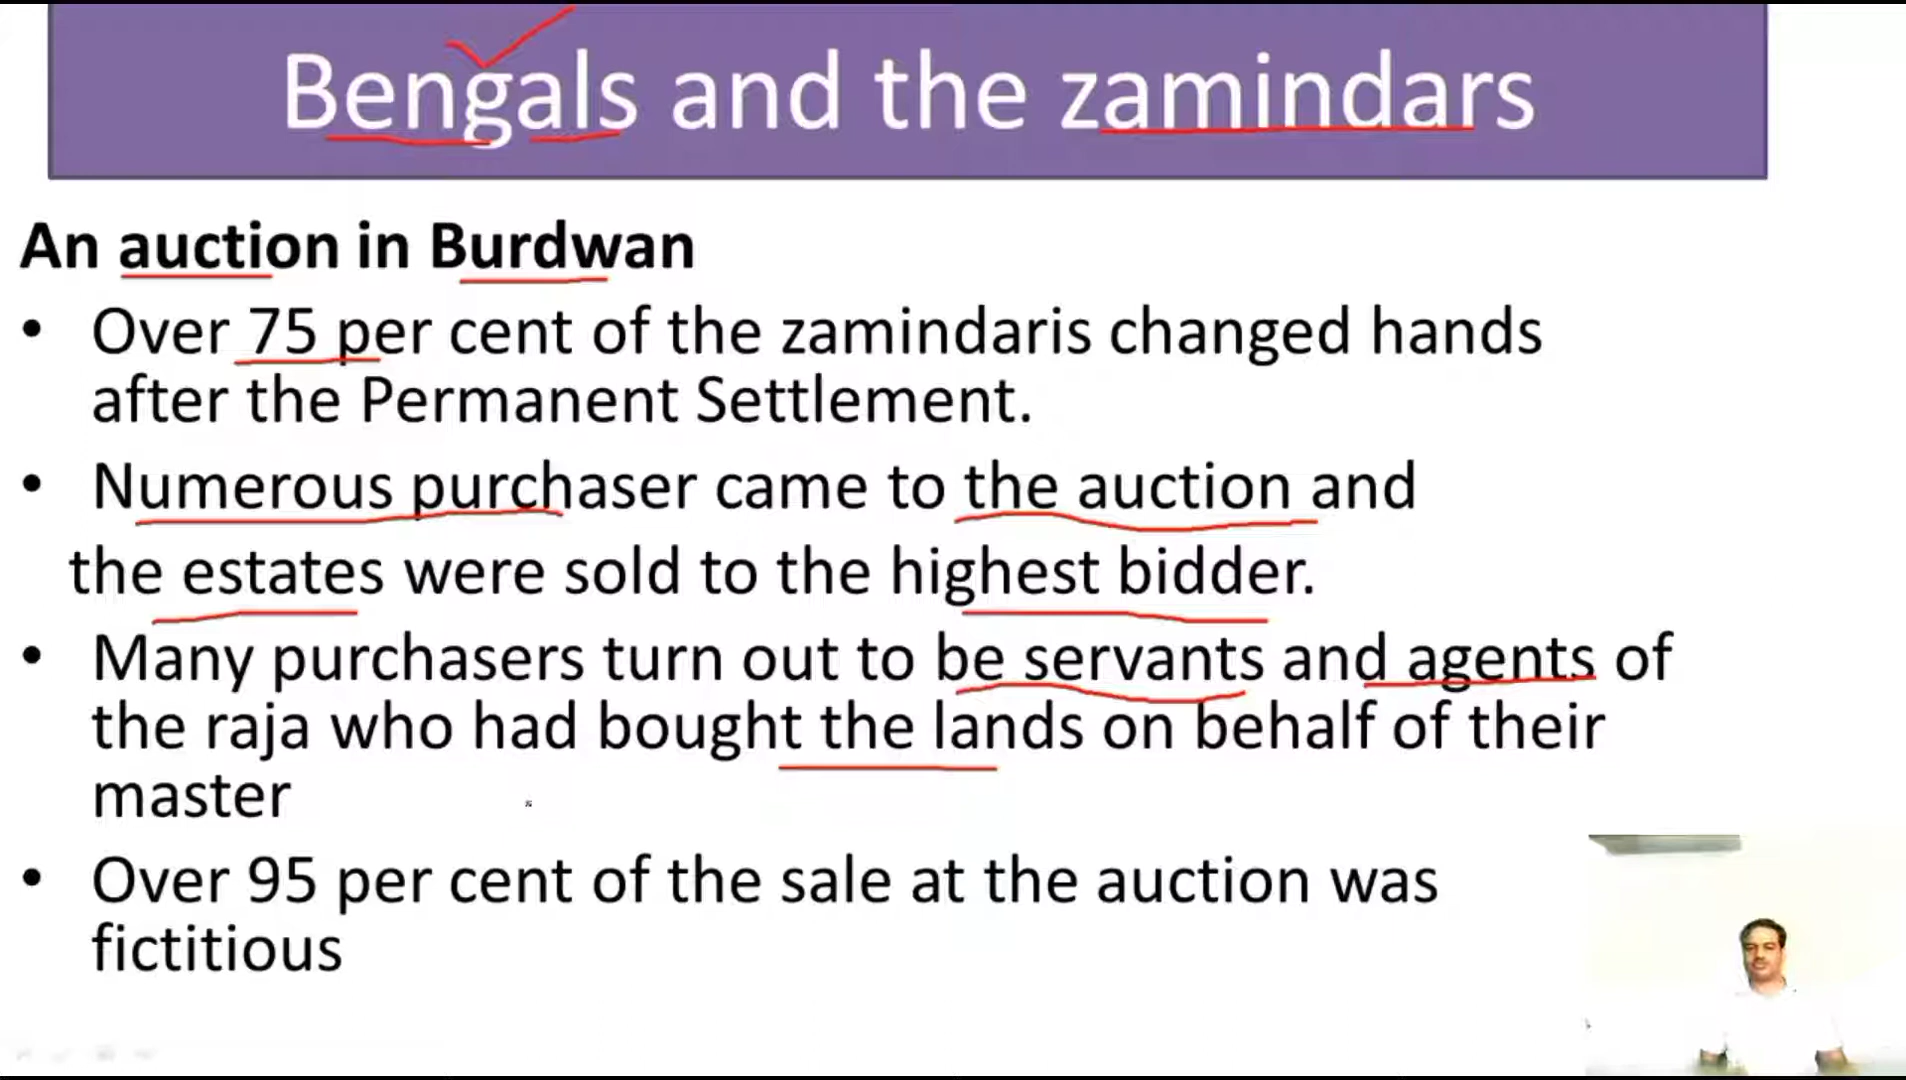 Bengals and the zamindars
An auction in Burdwan
• Over 75 per cent of the zamindaris changed hands
after the Permanent Settlement.
• Numerous purchaser came to the auction and
the estates were sold to the highest bidder.
• Many purchasers turn out to be servants and agents of
the raja who had bought the lands on behalf of their
master
• Over 95 per cent of the sale at the auction was
fictitious